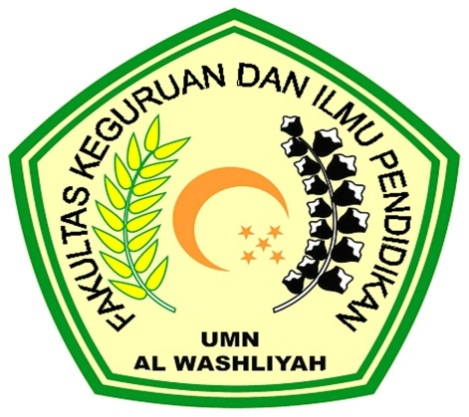 FAKULTAS KEGURUAN DAN ILMU PENDIDIKAN
UMN
AL WASHLIYAH